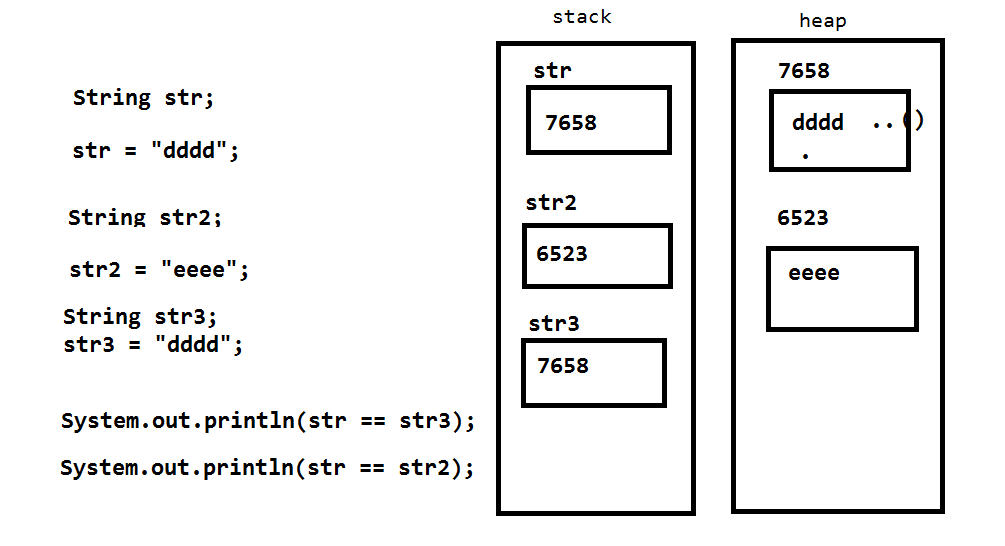 String str;
str = "dddd";
String str2;
str2 = "eeee";
String str3;
str3 = "dddd";
System.out.println(str == str3);
System.out.println(str == str2);
stack
str
7658
str2
6523
str3
7658
heap
7658
dddd ..()
.
6523
eeee